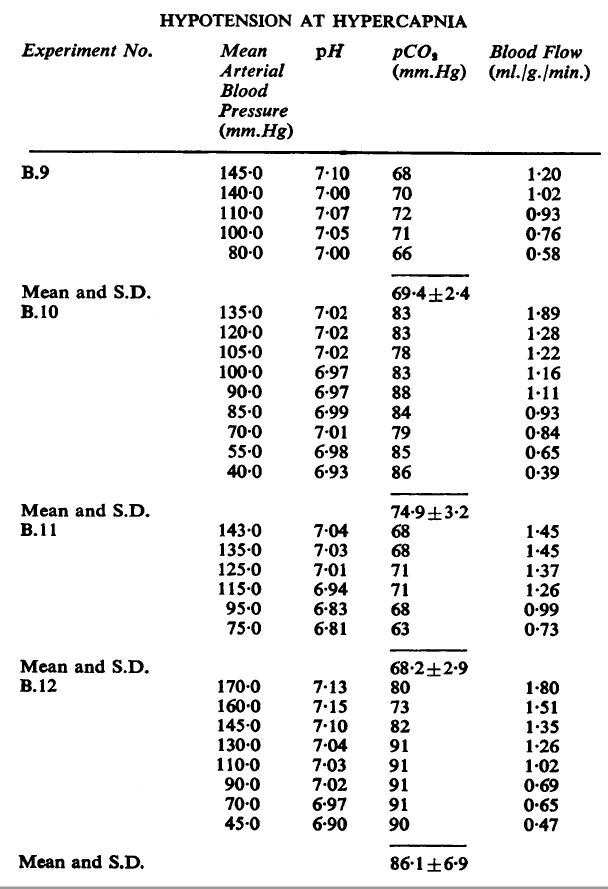 HYPOTENSION AT HYPERCAPNIA
Experiment No. Mean pH pCO₂ Blood Flow
Arterial (mm.Hg) (ml./g./min.)
Blood
Pressure
(mm.Hg)
B.9 145·0 7·10 68 1·20
140·0 7·00 70 1·02
110·0 7·07 72 0·93
100·0 7·05 71 0·76
80·0 7·00 66 0·58
Mean and S.D. 69·4±2·4
B.10 135·0 7·02 83 1·89
120·0 7·02 83 1·28
105·0 7·02 78 1·22
100·0 6·97 83 1·16
90·0 6·97 88 1·11
85·0 6·99 84 0·93
70·0 7·01 79 0·84
55·0 6·98 85 0·65
40·0 6·93 86 0·39
Mean and S.D. 74·9±3·2
B.11 143·0 7·04 68 1·45
135·0 7·03 68 1·45
125·0 7·01 71 1·37
115·0 6·94 71 1·26
95·0 6·83 68 0·99
75·0 6·81 63 0·73
Mean and S.D. 68·2±2·9
B.12 170·0 7·13 80 1·80
160·0 7·15 73 1·51
145·0 7·10 82 1·35
130·0 7·04 91 1·26
110·0 7·03 91 1·02
90·0 7·02 91 0·69
70·0 6·97 91 0·65
45·0 6·90 90 0·47
Mean and S.D. 86·1±6·9